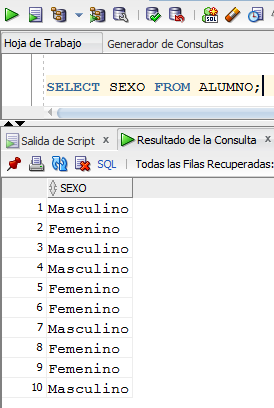 SQL
Hoja de Trabajo Generador de Consultas
SELECT SEXO FROM ALUMNO;
Salida de Script x Resultado de la Consulta x
SQL | Todas las Filas Recuperadas:
SEXO
1 Masculino
2 Femenino
3 Masculino
4 Masculino
5 Femenino
6 Femenino
7 Masculino
8 Femenino
9 Femenino
10 Masculino